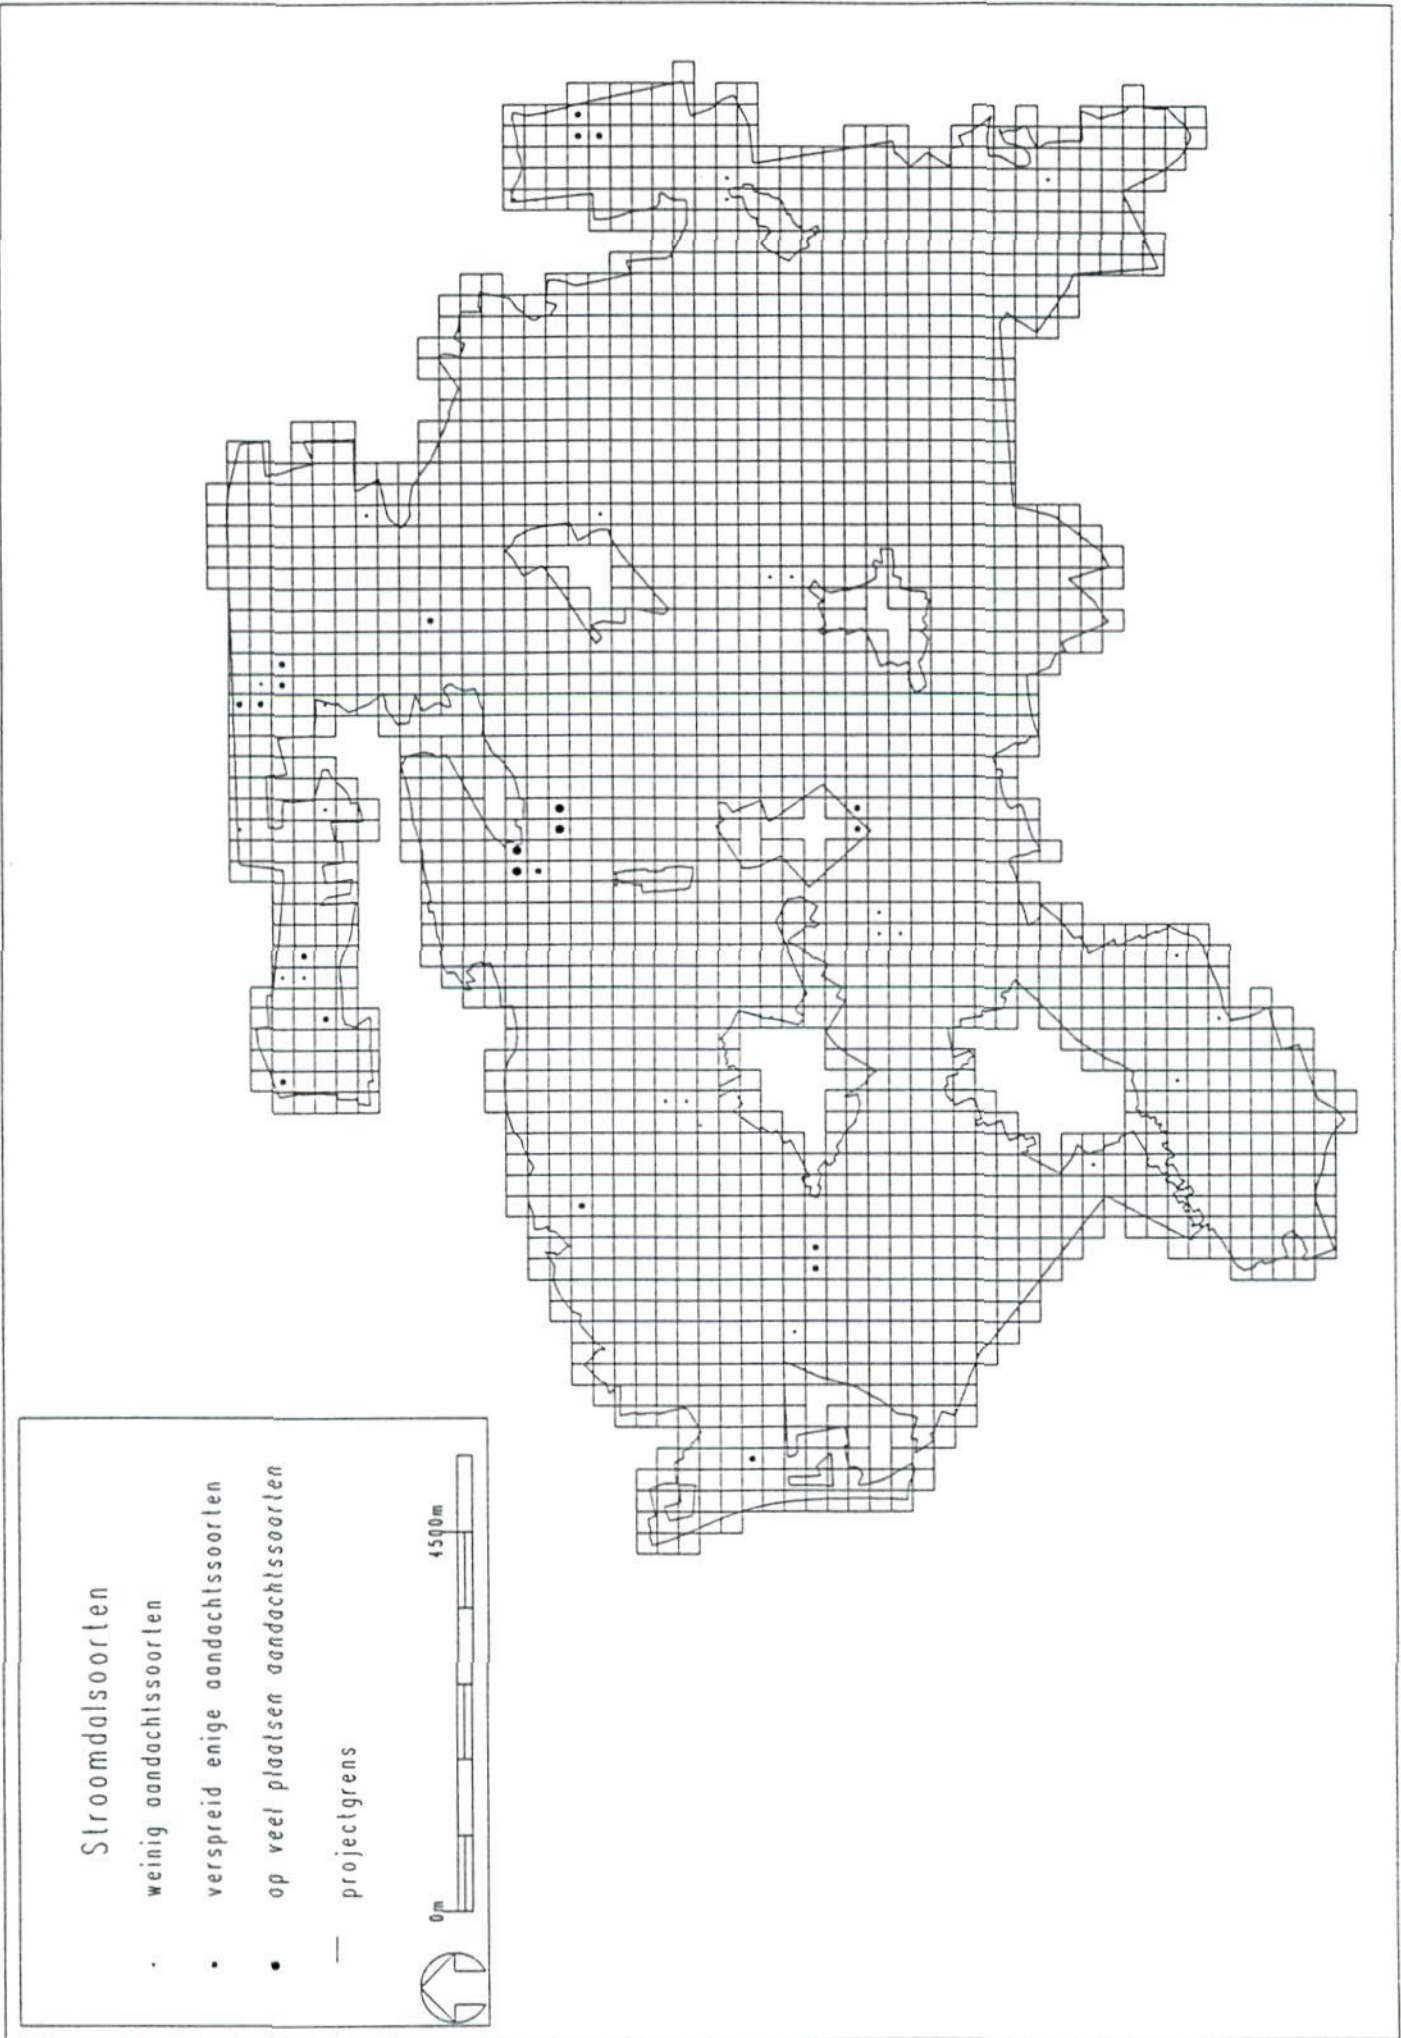 Stroomdalsoorten
weinig aandachtssoorten
verspreid enige aandachtssoorten
op veel plaatsen aandachtssoorten
projectgrens
0m 4500m